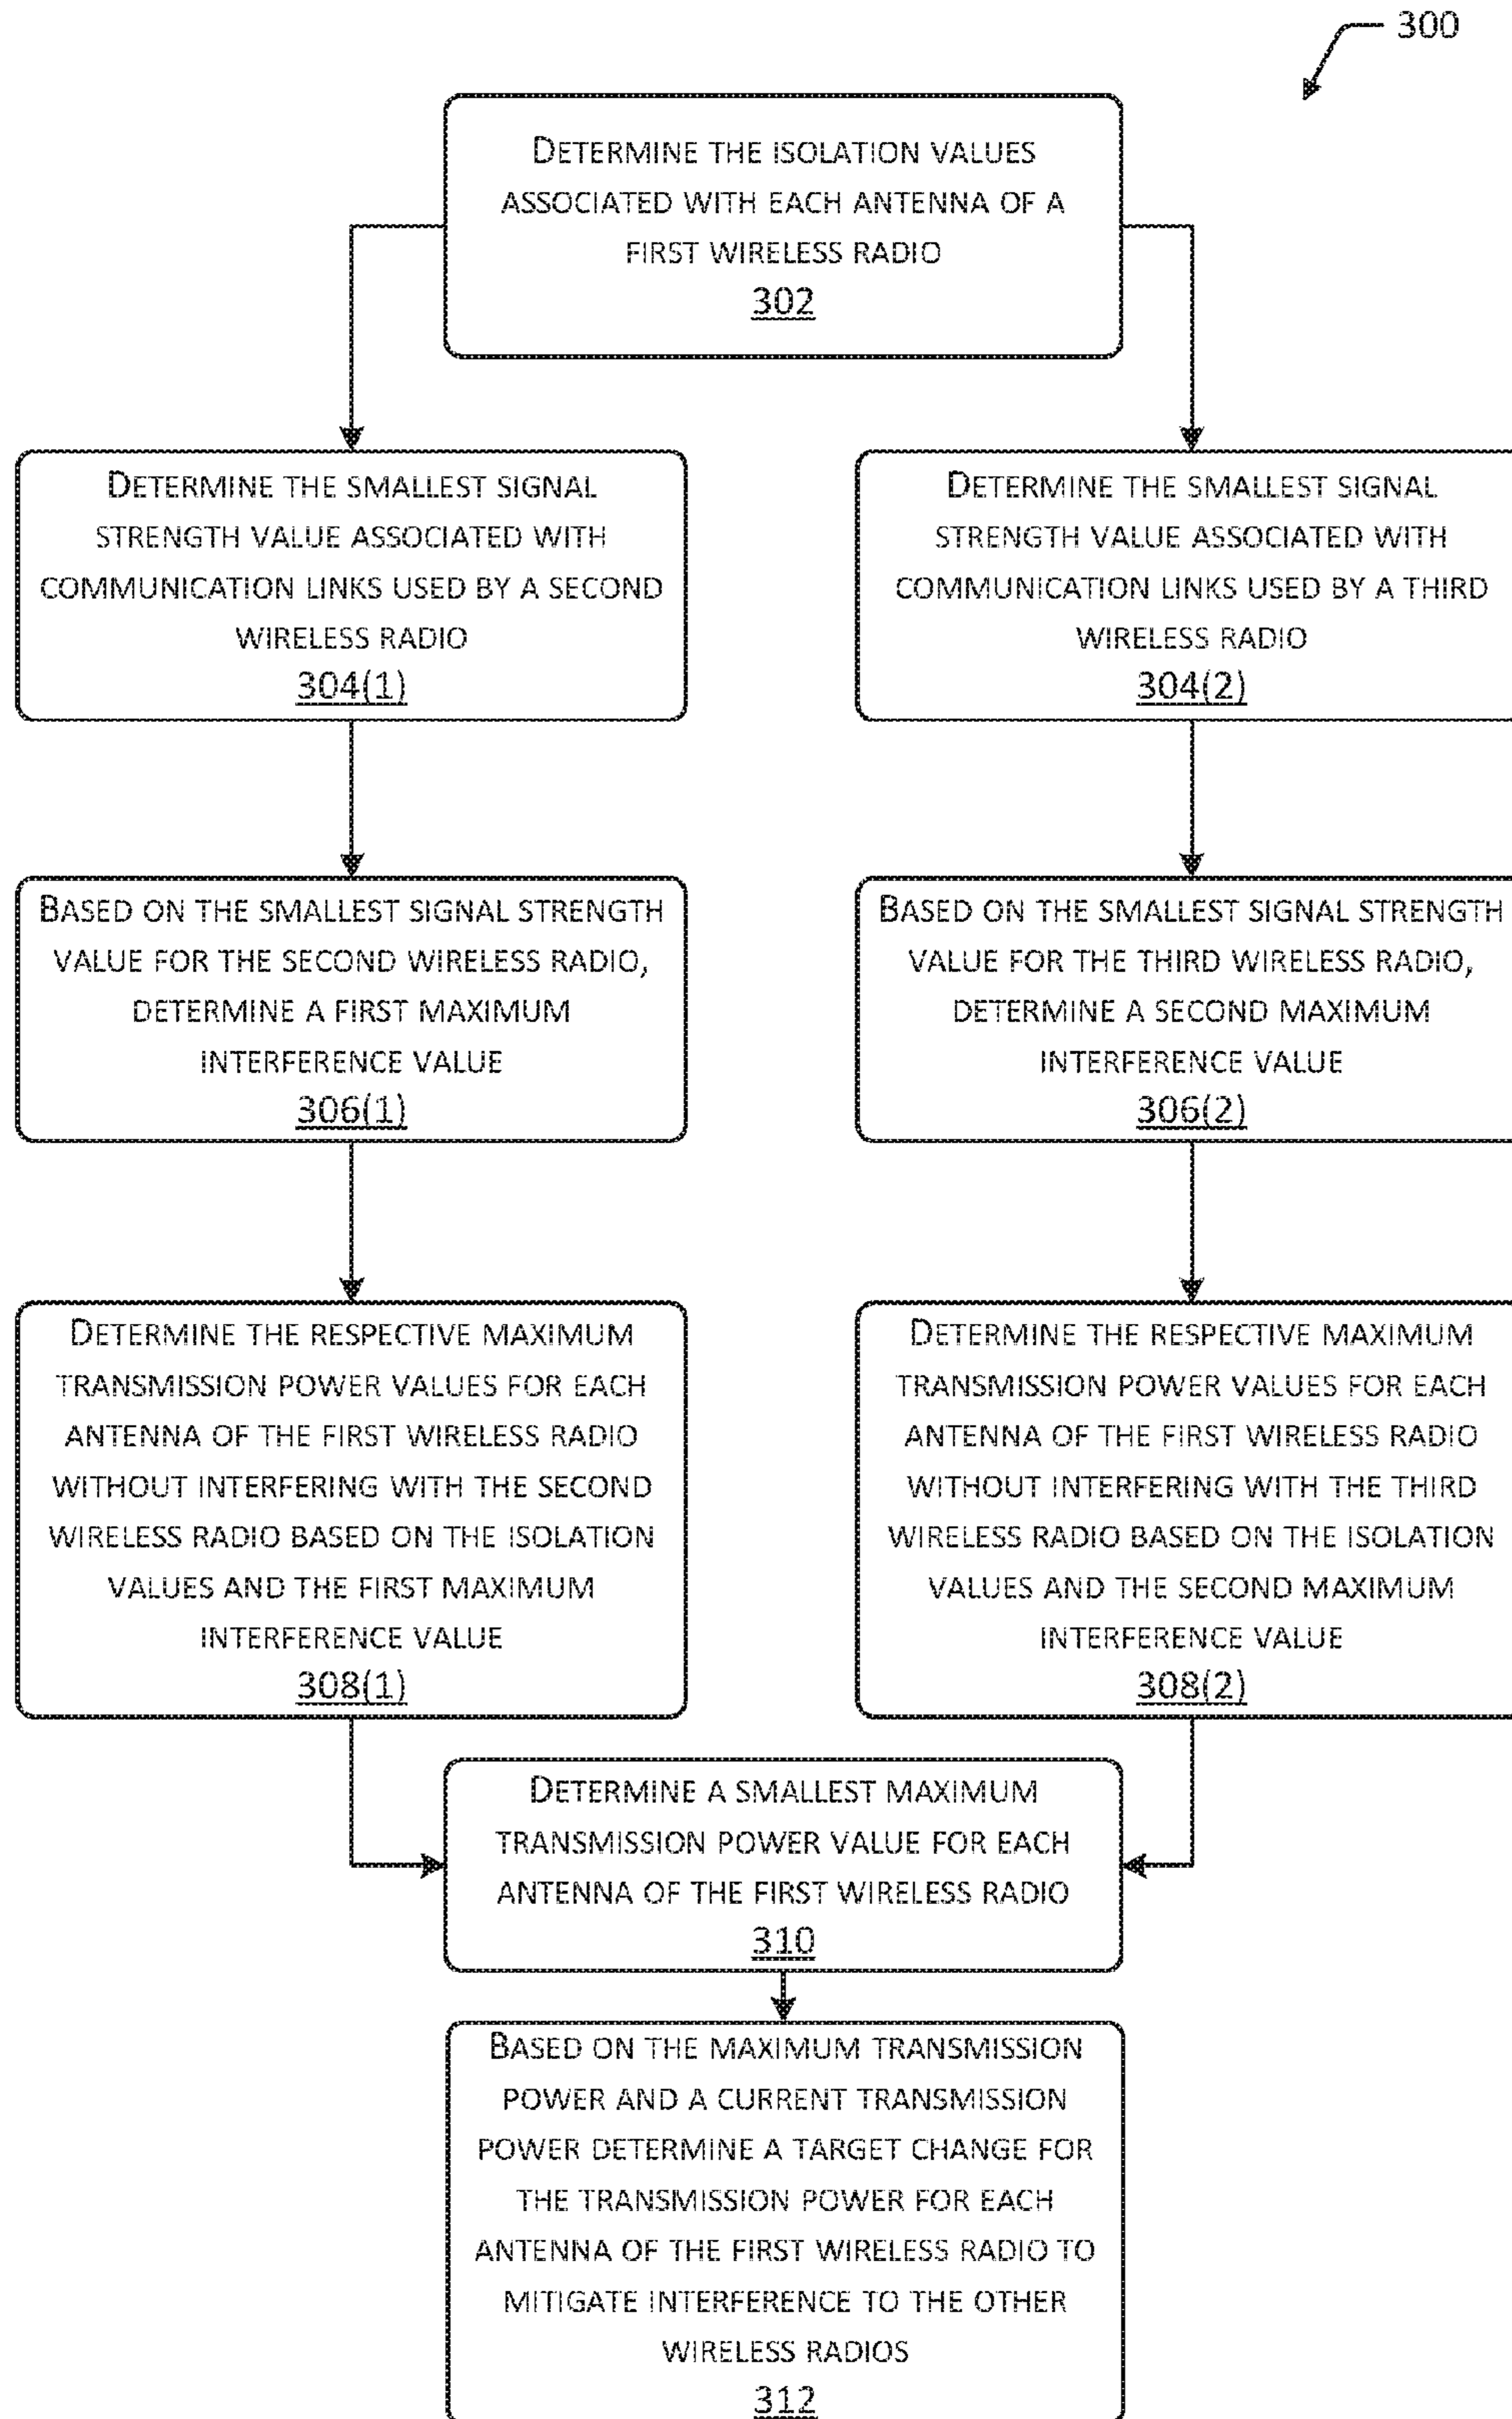 300
DETERMINE THE ISOLATION VALUES
ASSOCIATED WITH EACH ANTENNA OF A
FIRST WIRELESS RADIO
302
DETERMINE THE SMALLEST SIGNAL
STRENGTH VALUE ASSOCIATED WITH
COMMUNICATION LINKS USED BY A SECOND
WIRELESS RADIO
304(1)
DETERMINE THE SMALLEST SIGNAL
STRENGTH VALUE ASSOCIATED WITH
COMMUNICATION LINKS USED BY A THIRD
WIRELESS RADIO
304(2)
BASED ON THE SMALLEST SIGNAL STRENGTH
VALUE FOR THE SECOND WIRELESS RADIO,
DETERMINE A FIRST MAXIMUM
INTERFERENCE VALUE
306(1)
BASED ON THE SMALLEST SIGNAL STRENGTH
VALUE FOR THE THIRD WIRELESS RADIO,
DETERMINE A SECOND MAXIMUM
INTERFERENCE VALUE
306(2)
DETERMINE THE RESPECTIVE MAXIMUM
TRANSMISSION POWER VALUES FOR EACH
ANTENNA OF THE FIRST WIRELESS RADIO
WITHOUT INTERFERING WITH THE SECOND
WIRELESS RADIO BASED ON THE ISOLATION
VALUES AND THE FIRST MAXIMUM
INTERFERENCE VALUE
308(1)
DETERMINE THE RESPECTIVE MAXIMUM
TRANSMISSION POWER VALUES FOR EACH
ANTENNA OF THE FIRST WIRELESS RADIO
WITHOUT INTERFERING WITH THE THIRD
WIRELESS RADIO BASED ON THE ISOLATION
VALUES AND THE SECOND MAXIMUM
INTERFERENCE VALUE
308(2)
DETERMINE A SMALLEST MAXIMUM
TRANSMISSION POWER VALUE FOR EACH
ANTENNA OF THE FIRST WIRELESS RADIO
310
BASED ON THE MAXIMUM TRANSMISSION
POWER AND A CURRENT TRANSMISSION
POWER DETERMINE A TARGET CHANGE FOR
THE TRANSMISSION POWER FOR EACH
ANTENNA OF THE FIRST WIRELESS RADIO TO
MITIGATE INTERFERENCE TO THE OTHER
WIRELESS RADIOS
312